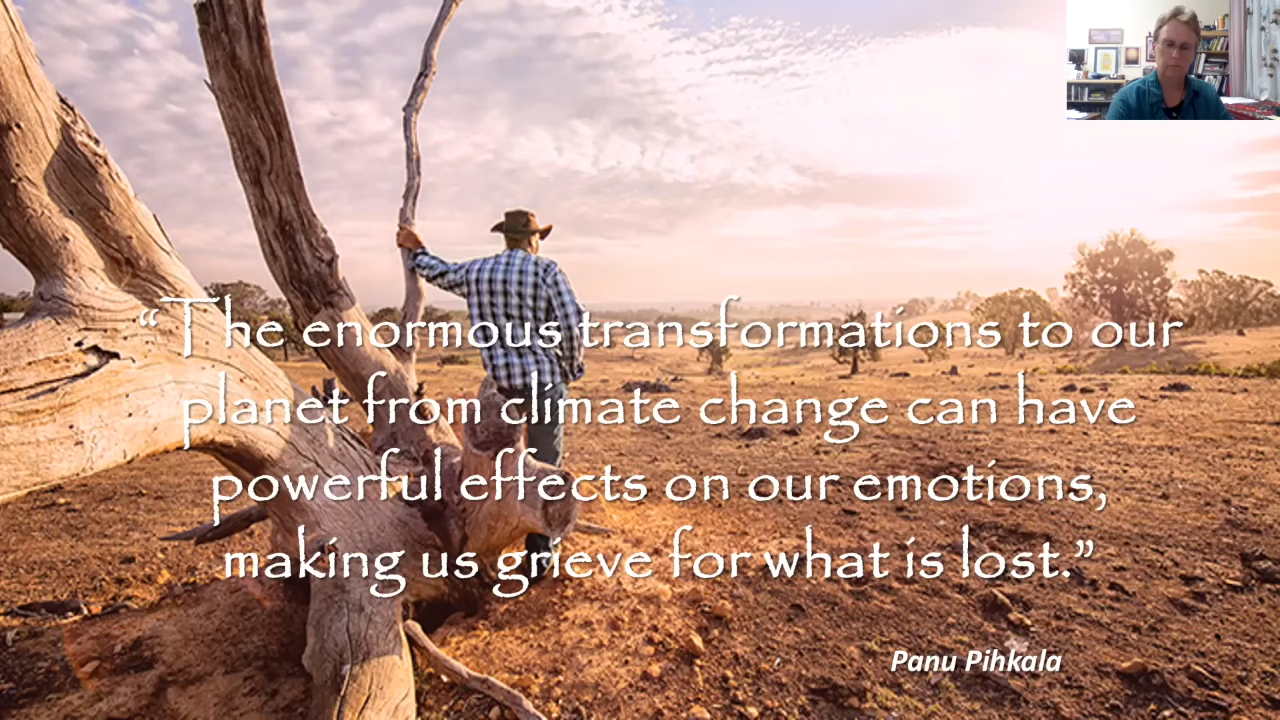 “The enormous transformations to our
planet from climate change can have
powerful effects on our emotions,
making us grieve for what is lost.”
Panu Pihkala